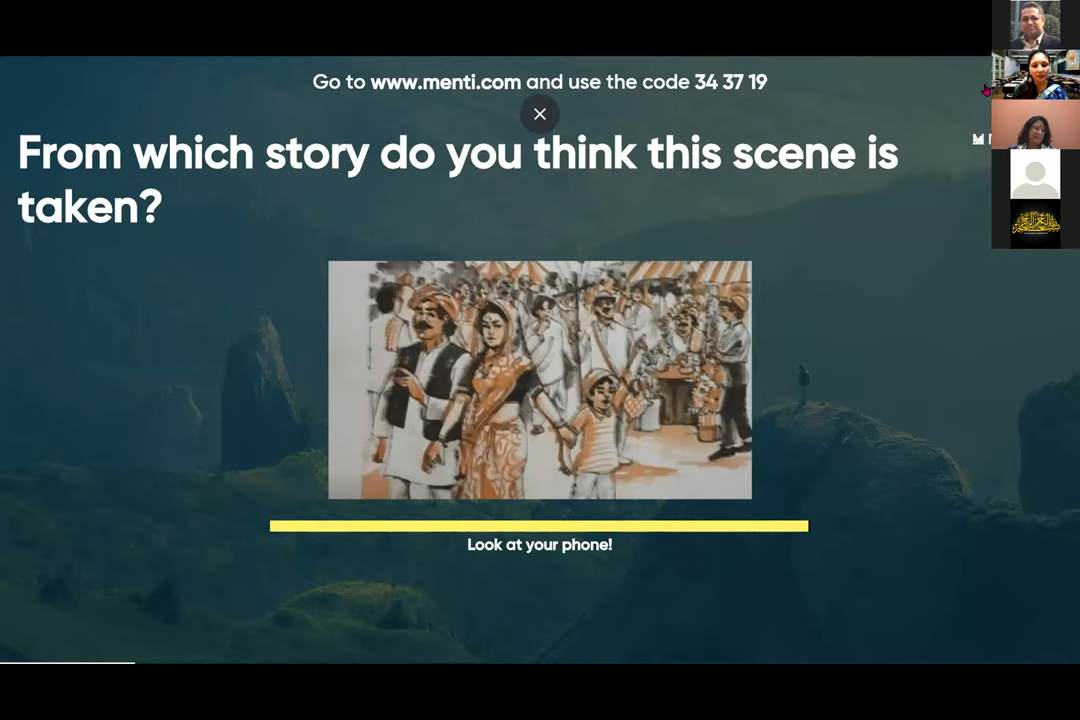 Go to www.menti.com and use the code 34 37 19
From which story do you think this scene is
taken?
Look at your phone!